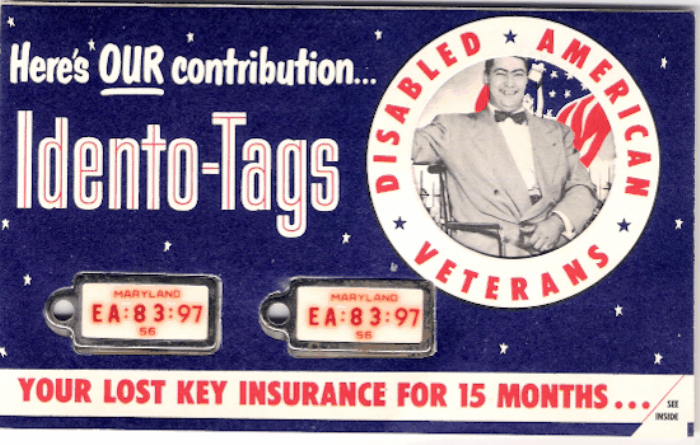 Here's OUR contribution...
Idento-Tags
DISABLED ★ AMERICAN ★ VETERANS ★
MARYLAND
EA:83:97
56
MARYLAND
EA:83:97
56
YOUR LOST KEY INSURANCE FOR 15 MONTHS...
SEE
INSIDE